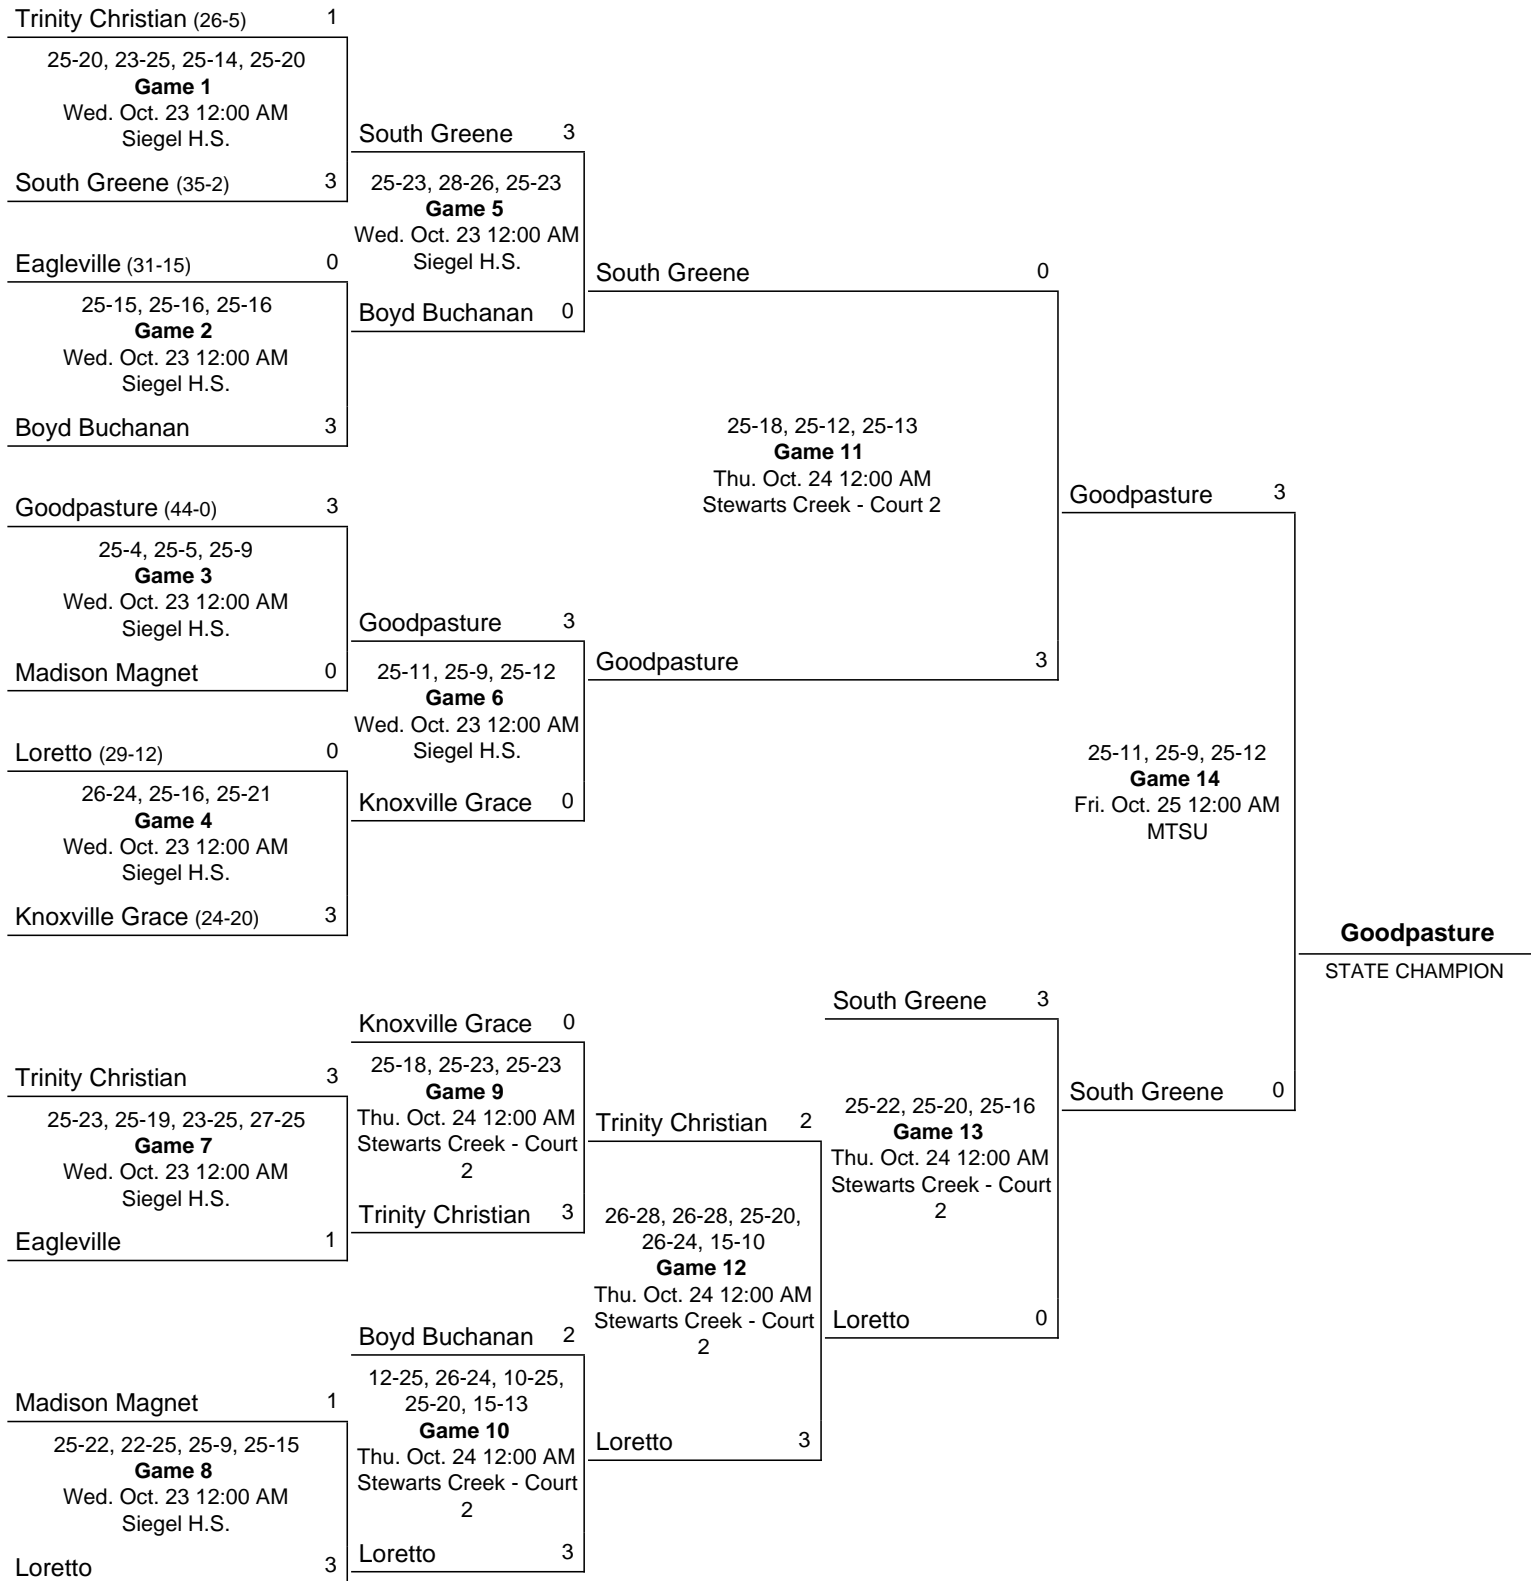 Trinity Christian (26-5) 1
25-20, 23-25, 25-14, 25-20
Game 1
Wed. Oct. 23 12:00 AM
Siegel H.S.
South Greene (35-2) 3
Eagleville (31-15) 0
25-15, 25-16, 25-16
Game 2
Wed. Oct. 23 12:00 AM
Siegel H.S.
Boyd Buchanan 3
Goodpasture (44-0) 3
25-4, 25-5, 25-9
Game 3
Wed. Oct. 23 12:00 AM
Siegel H.S.
Madison Magnet 0
Loretto (29-12) 0
26-24, 25-16, 25-21
Game 4
Wed. Oct. 23 12:00 AM
Siegel H.S.
Knoxville Grace (24-20) 3
South Greene 3
25-23, 28-26, 25-23
Game 5
Wed. Oct. 23 12:00 AM
Siegel H.S.
Boyd Buchanan 0
Goodpasture 3
25-11, 25-9, 25-12
Game 6
Wed. Oct. 23 12:00 AM
Siegel H.S.
Knoxville Grace 0
South Greene 0
25-18, 25-12, 25-13
Game 11
Thu. Oct. 24 12:00 AM
Stewarts Creek - Court 2
Goodpasture 3
Trinity Christian 3
25-23, 25-19, 23-25, 27-25
Game 7
Wed. Oct. 23 12:00 AM
Siegel H.S.
Eagleville 1
Madison Magnet 1
25-22, 22-25, 25-9, 25-15
Game 8
Wed. Oct. 23 12:00 AM
Siegel H.S.
Loretto 3
Knoxville Grace 0
25-18, 25-23, 25-23
Game 9
Thu. Oct. 24 12:00 AM
Stewarts Creek - Court
2
Trinity Christian 3
Boyd Buchanan 2
12-25, 26-24, 10-25,
25-20, 15-13
Game 10
Thu. Oct. 24 12:00 AM
Stewarts Creek - Court
2
Loretto 3
Trinity Christian 2
26-28, 26-28, 25-20,
26-24, 15-10
Game 12
Thu. Oct. 24 12:00 AM
Stewarts Creek - Court
2
Loretto 3
South Greene 3
25-22, 25-20, 25-16
Game 13
Thu. Oct. 24 12:00 AM
Stewarts Creek - Court
2
Loretto 0
Goodpasture 3
25-11, 25-9, 25-12
Game 14
Fri. Oct. 25 12:00 AM
MTSU
South Greene 0
Goodpasture
STATE CHAMPION